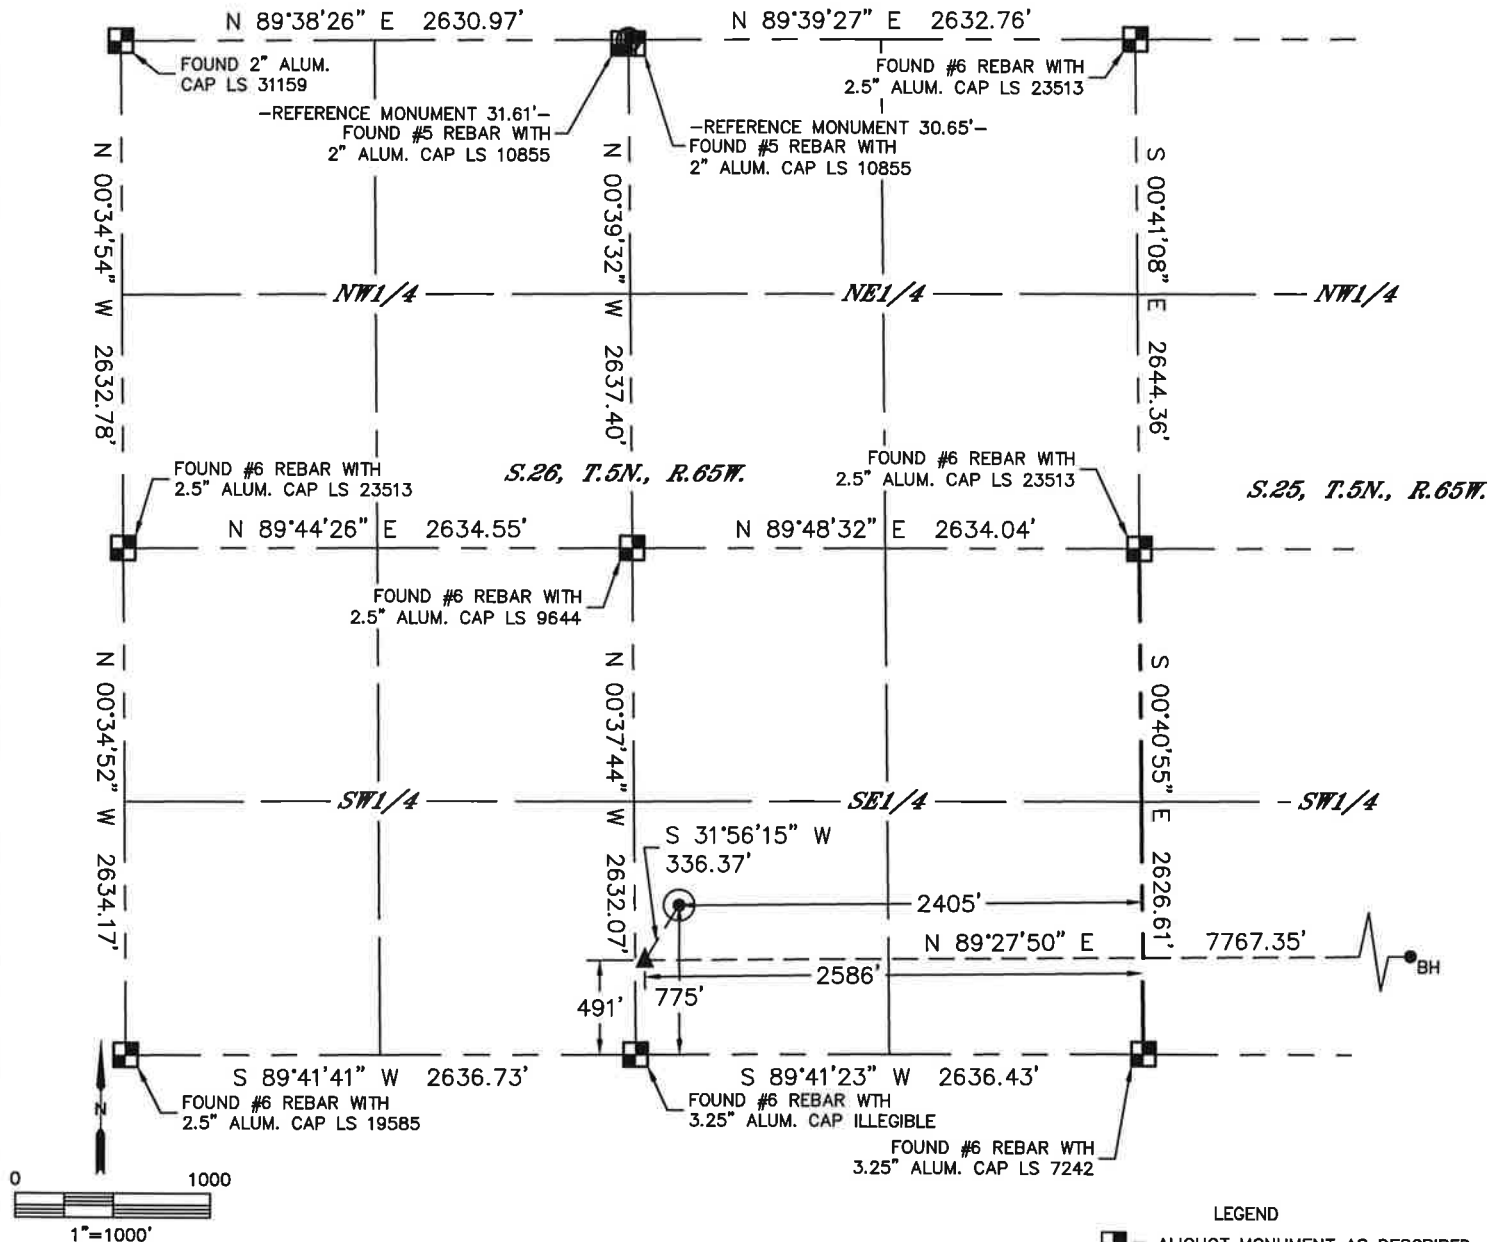 N 89°38'26" E 2630.97'
N 89°39'27" E 2632.76'
FOUND 2" ALUM.
CAP LS 31159
-REFERENCE MONUMENT 31.61'-
FOUND #5 REBAR WITH
2" ALUM. CAP LS 10855
-REFERENCE MONUMENT 30.65'-
FOUND #5 REBAR WITH
2" ALUM. CAP LS 10855
FOUND #6 REBAR WITH
2.5" ALUM. CAP LS 23513
N 00°34'54" W 2632.78'
N 00°39'32" W 2637.40'
S 00°41'08" E 2644.36'
NW1/4
NE1/4
NW1/4
FOUND #6 REBAR WITH
2.5" ALUM. CAP LS 23513
S.26, T.5N., R.65W.
FOUND #6 REBAR WITH
2.5" ALUM. CAP LS 23513
S.25, T.5N., R.65W.
N 89°44'26" E 2634.55'
N 89°48'32" E 2634.04'
FOUND #6 REBAR WITH
2.5" ALUM. CAP LS 9644
N 00°34'52" W 2634.17'
N 00°37'44" W 2632.07'
S 00°40'55" E 2626.61'
SW1/4
SE1/4
SW1/4
S 31°56'15" W
336.37'
2405'
N 89°27'50" E 7767.35'
BH
2586'
491'
775'
S 89°41'41" W 2636.73'
S 89°41'23" W 2636.43'
FOUND #6 REBAR WITH
2.5" ALUM. CAP LS 19585
FOUND #6 REBAR WTH
3.25" ALUM. CAP ILLEGIBLE
FOUND #6 REBAR WTH
3.25" ALUM. CAP LS 7242
N
0 1000
1"=1000'
LEGEND
= ALIQUOT MONUMENT AS DESCRIBED